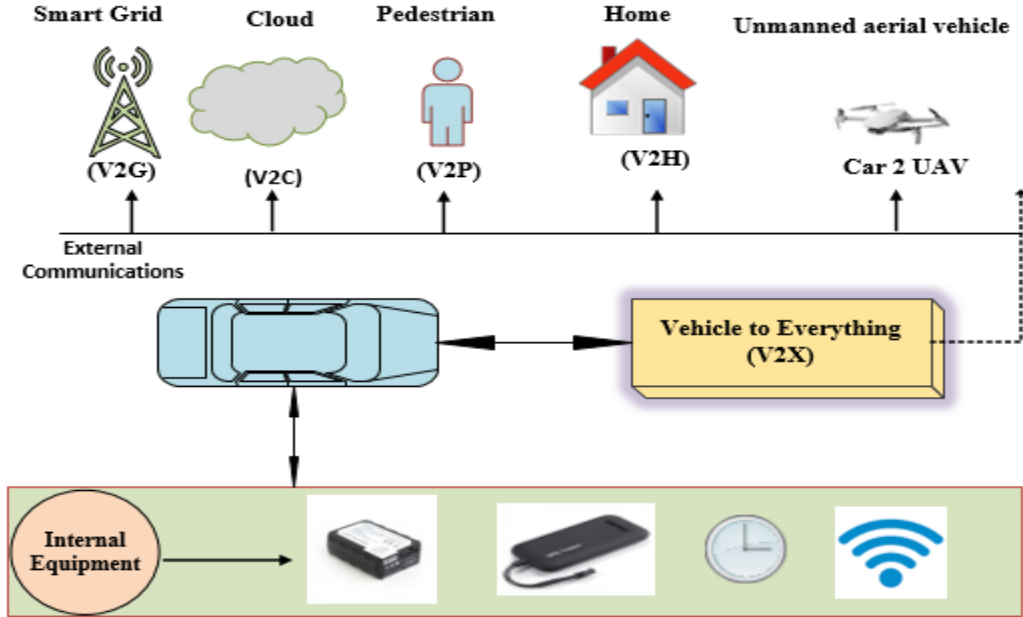 Smart Grid
Cloud
Pedestrian
Home
Unmanned aerial vehicle
(V2G)
(V2C)
(V2P)
(V2H)
Car 2 UAV
External
Communications
Vehicle to Everything
(V2X)
Internal
Equipment